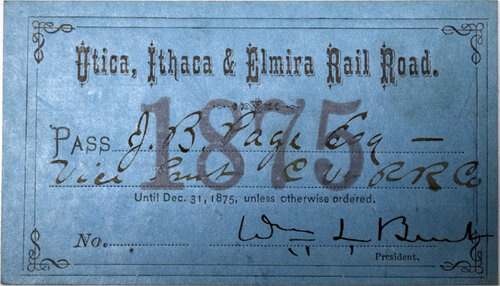 Utica, Ithaca & Elmira Rail Road.
1875
PASS J. B. Page Esq —
Vice Prest C V RR Co
Until Dec. 31, 1875, unless otherwise ordered.
No. Wm L
President.